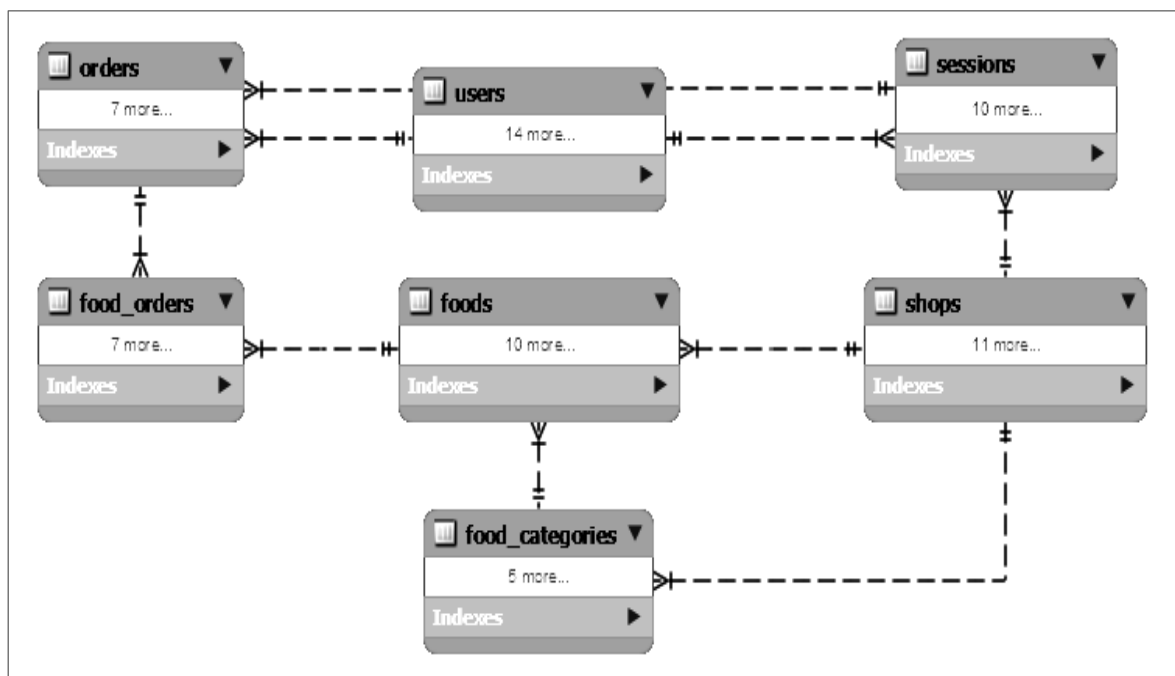 orders
7 more...
Indexes
users
14 more...
Indexes
sessions
10 more...
Indexes
food_orders
7 more...
Indexes
foods
10 more...
Indexes
shops
11 more...
Indexes
food_categories
5 more...
Indexes